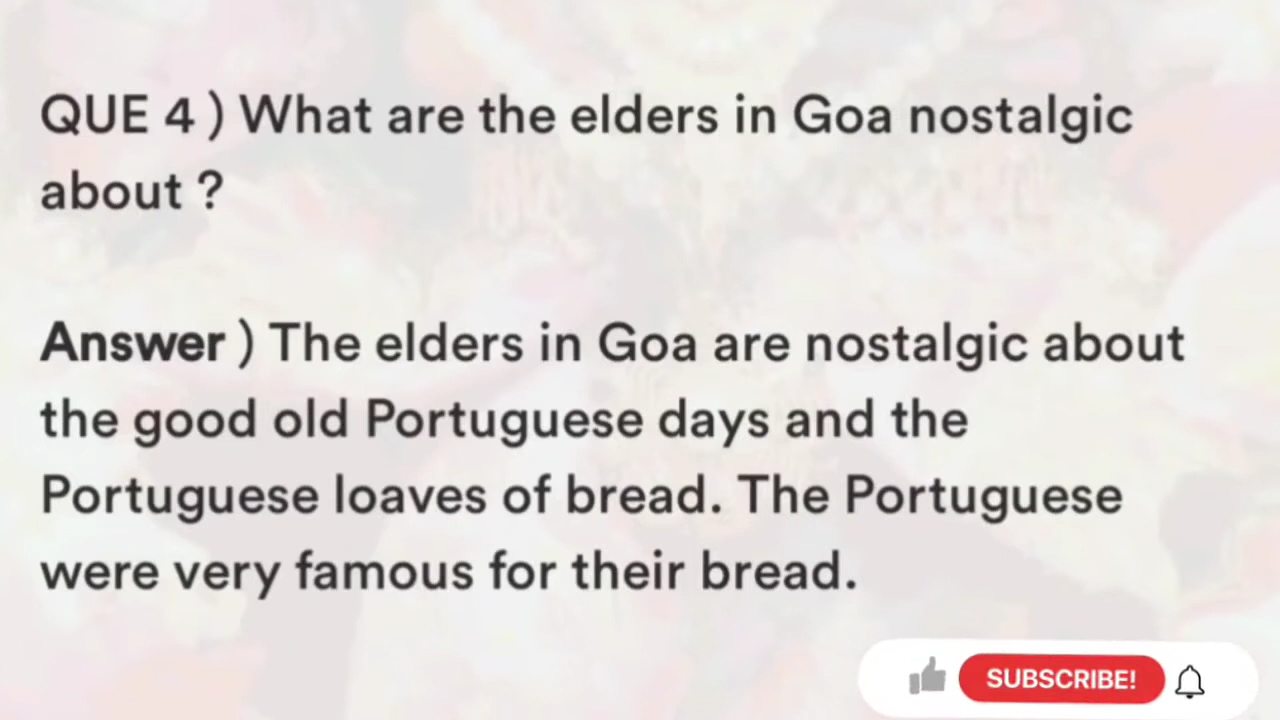 QUE 4 ) What are the elders in Goa nostalgic
about ?
Answer ) The elders in Goa are nostalgic about
the good old Portuguese days and the
Portuguese loaves of bread. The Portuguese
were very famous for their bread.
SUBSCRIBE!